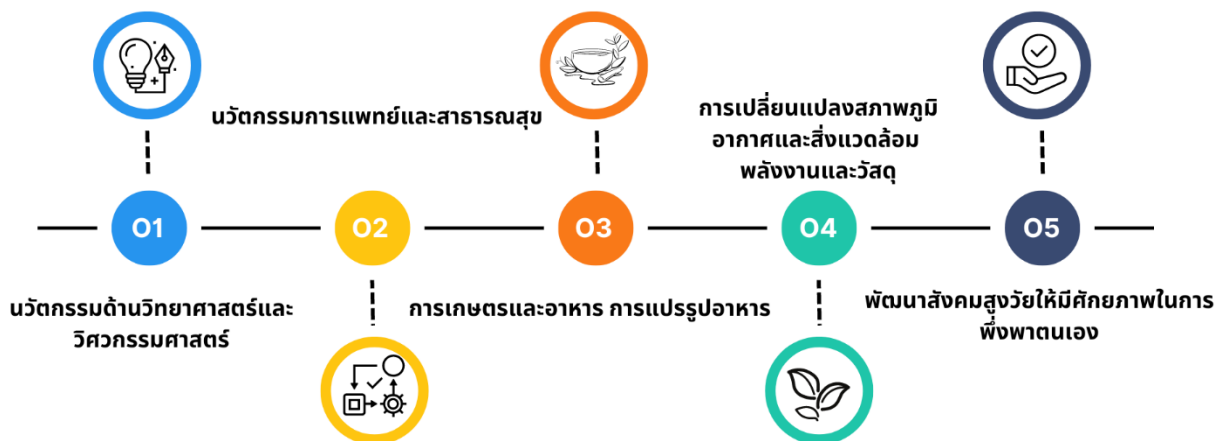 01
นวัตกรรมด้านวิทยาศาสตร์และ
วิศวกรรมศาสตร์
นวัตกรรมการแพทย์และสาธารณสุข
02
03
การเกษตรและอาหาร การแปรรูปอาหาร
การเปลี่ยนแปลงสภาพภูมิ
อากาศและสิ่งแวดล้อม
พลังงานและวัสดุ
04
05
พัฒนาสังคมสูงวัยให้มีศักยภาพในการ
พึ่งพาตนเอง